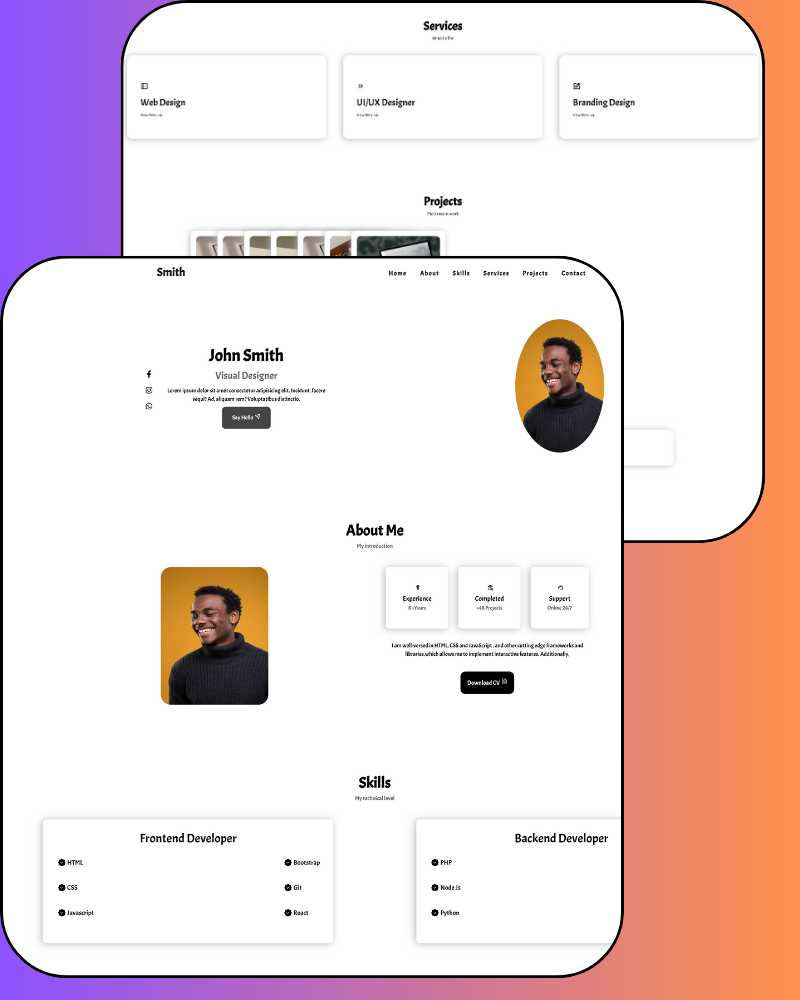 Services
What I offer
Web Design
UI/UX Designer
Branding Design
View More
View More
View More
Projects
Most recent work
Smith
Home About Skills Services Projects Contact
John Smith
Visual Designer
Lorem ipsum dolor sit amet consectetur adipisicing elit. Incidunt, facere
sequi? Ad, aliquam rem? Voluptatibus distinctio.
Say Hello
About Me
My introduction
Experience
8 +Years
Completed
+48 Projects
Support
Online 24/7
I am well-versed in HTML, CSS and JavaScript , and other cutting edge frameworks and
libraries,which allows me to implement interactive features. Additionally,
Download CV
Skills
My technical level
Frontend Developer
HTML
Bootstrap
CSS
Git
Javascript
React
Backend Developer
PHP
Node Js
Python